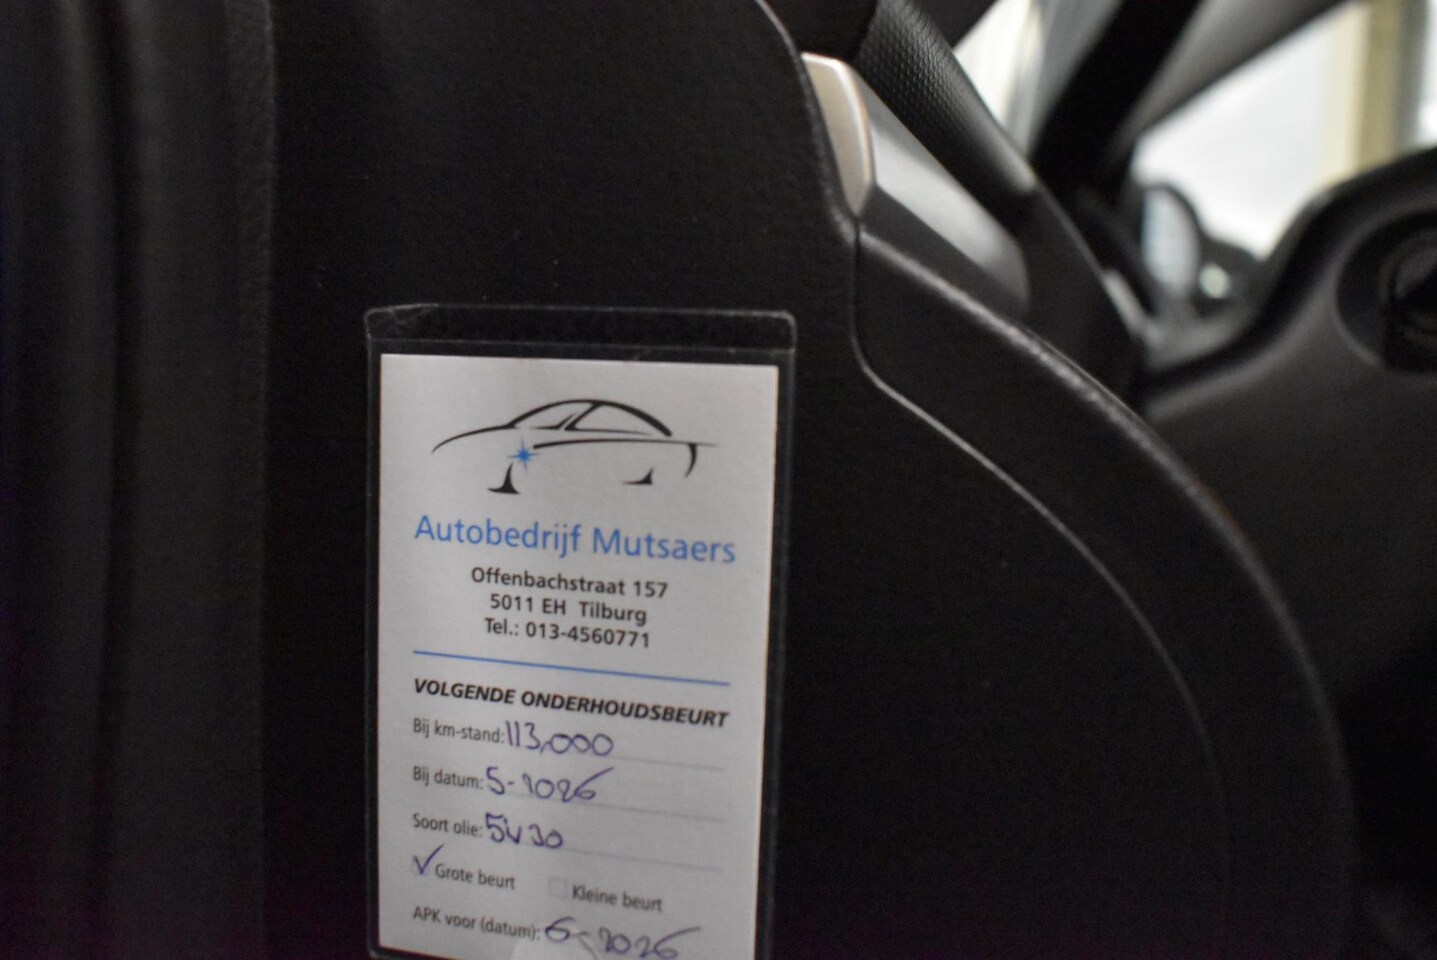 Autobedrijf Mutsaers
Offenbachstraat 157
5011 EH Tilburg
Tel.: 013-4560771
VOLGENDE ONDERHOUDSBEURT
Bij km-stand: 113,000
Bij datum: 5-2026
Soort olie: 5W30
✓ Grote beurt Kleine beurt
APK voor (datum): 6-2026